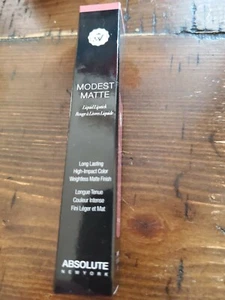 MODEST
MATTE
Liquid Lipstick
Rouge à Lèvres Liquide
Long Lasting
High-Impact Color
Weightless Matte Finish
Longue Tenue
Couleur Intense
Fini Léger et Mat
ABSOLUTE
NEW YORK